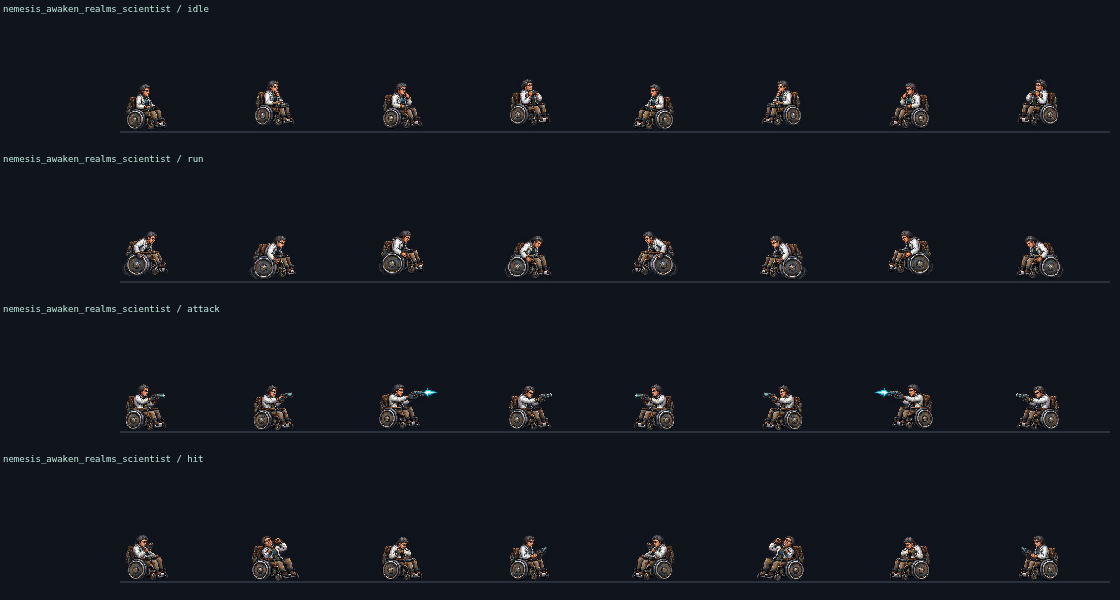 nemesis_awaken_realms_scientist / idle
nemesis_awaken_realms_scientist / run
nemesis_awaken_realms_scientist / attack
nemesis_awaken_realms_scientist / hit